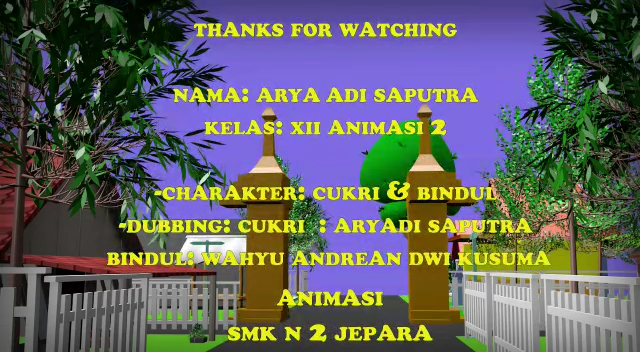 THANKS FOR WATCHING
NAMA: ARYA ADI SAPUTRA
KELAS: XII ANIMASI 2
-CHARAKTER: CUKRI & BINDUL
-DUBBING: CUKRI : ARYADI SAPUTRA
BINDUL: WAHYU ANDREAN DWI KUSUMA
ANIMASI
SMK N 2 JEPARA